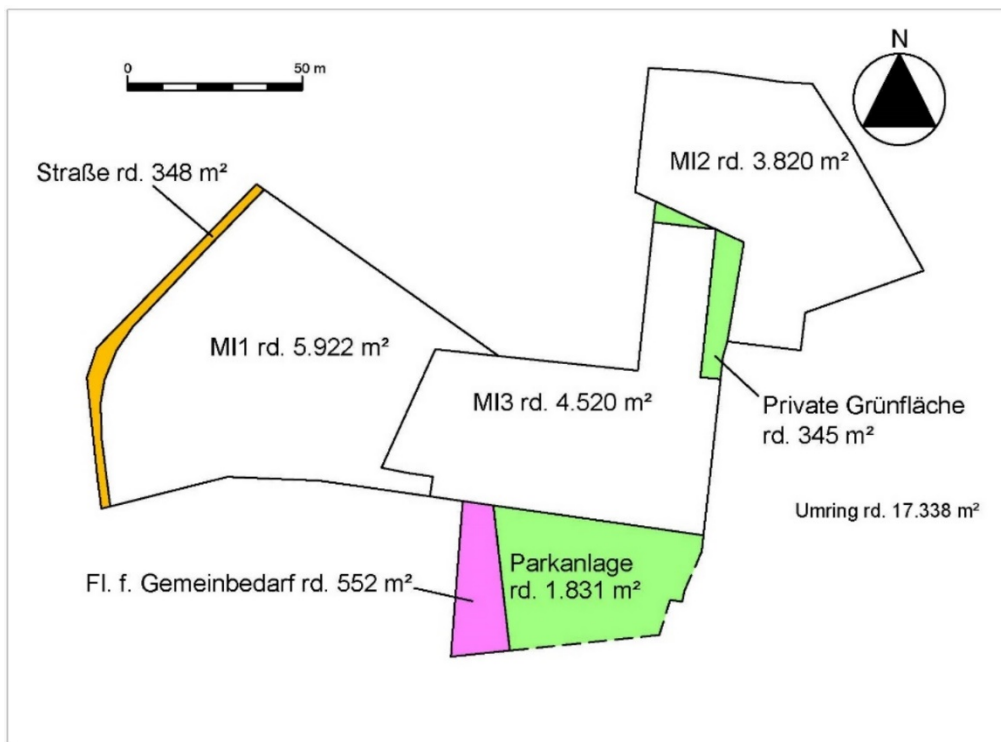 N
0 50 m
MI2 rd. 3.820 m²
Straße rd. 348 m²
MI1 rd. 5.922 m²
MI3 rd. 4.520 m²
Private Grünfläche
rd. 345 m²
Umring rd. 17.338 m²
Parkanlage
rd. 1.831 m²
Fl. f. Gemeinbedarf rd. 552 m²